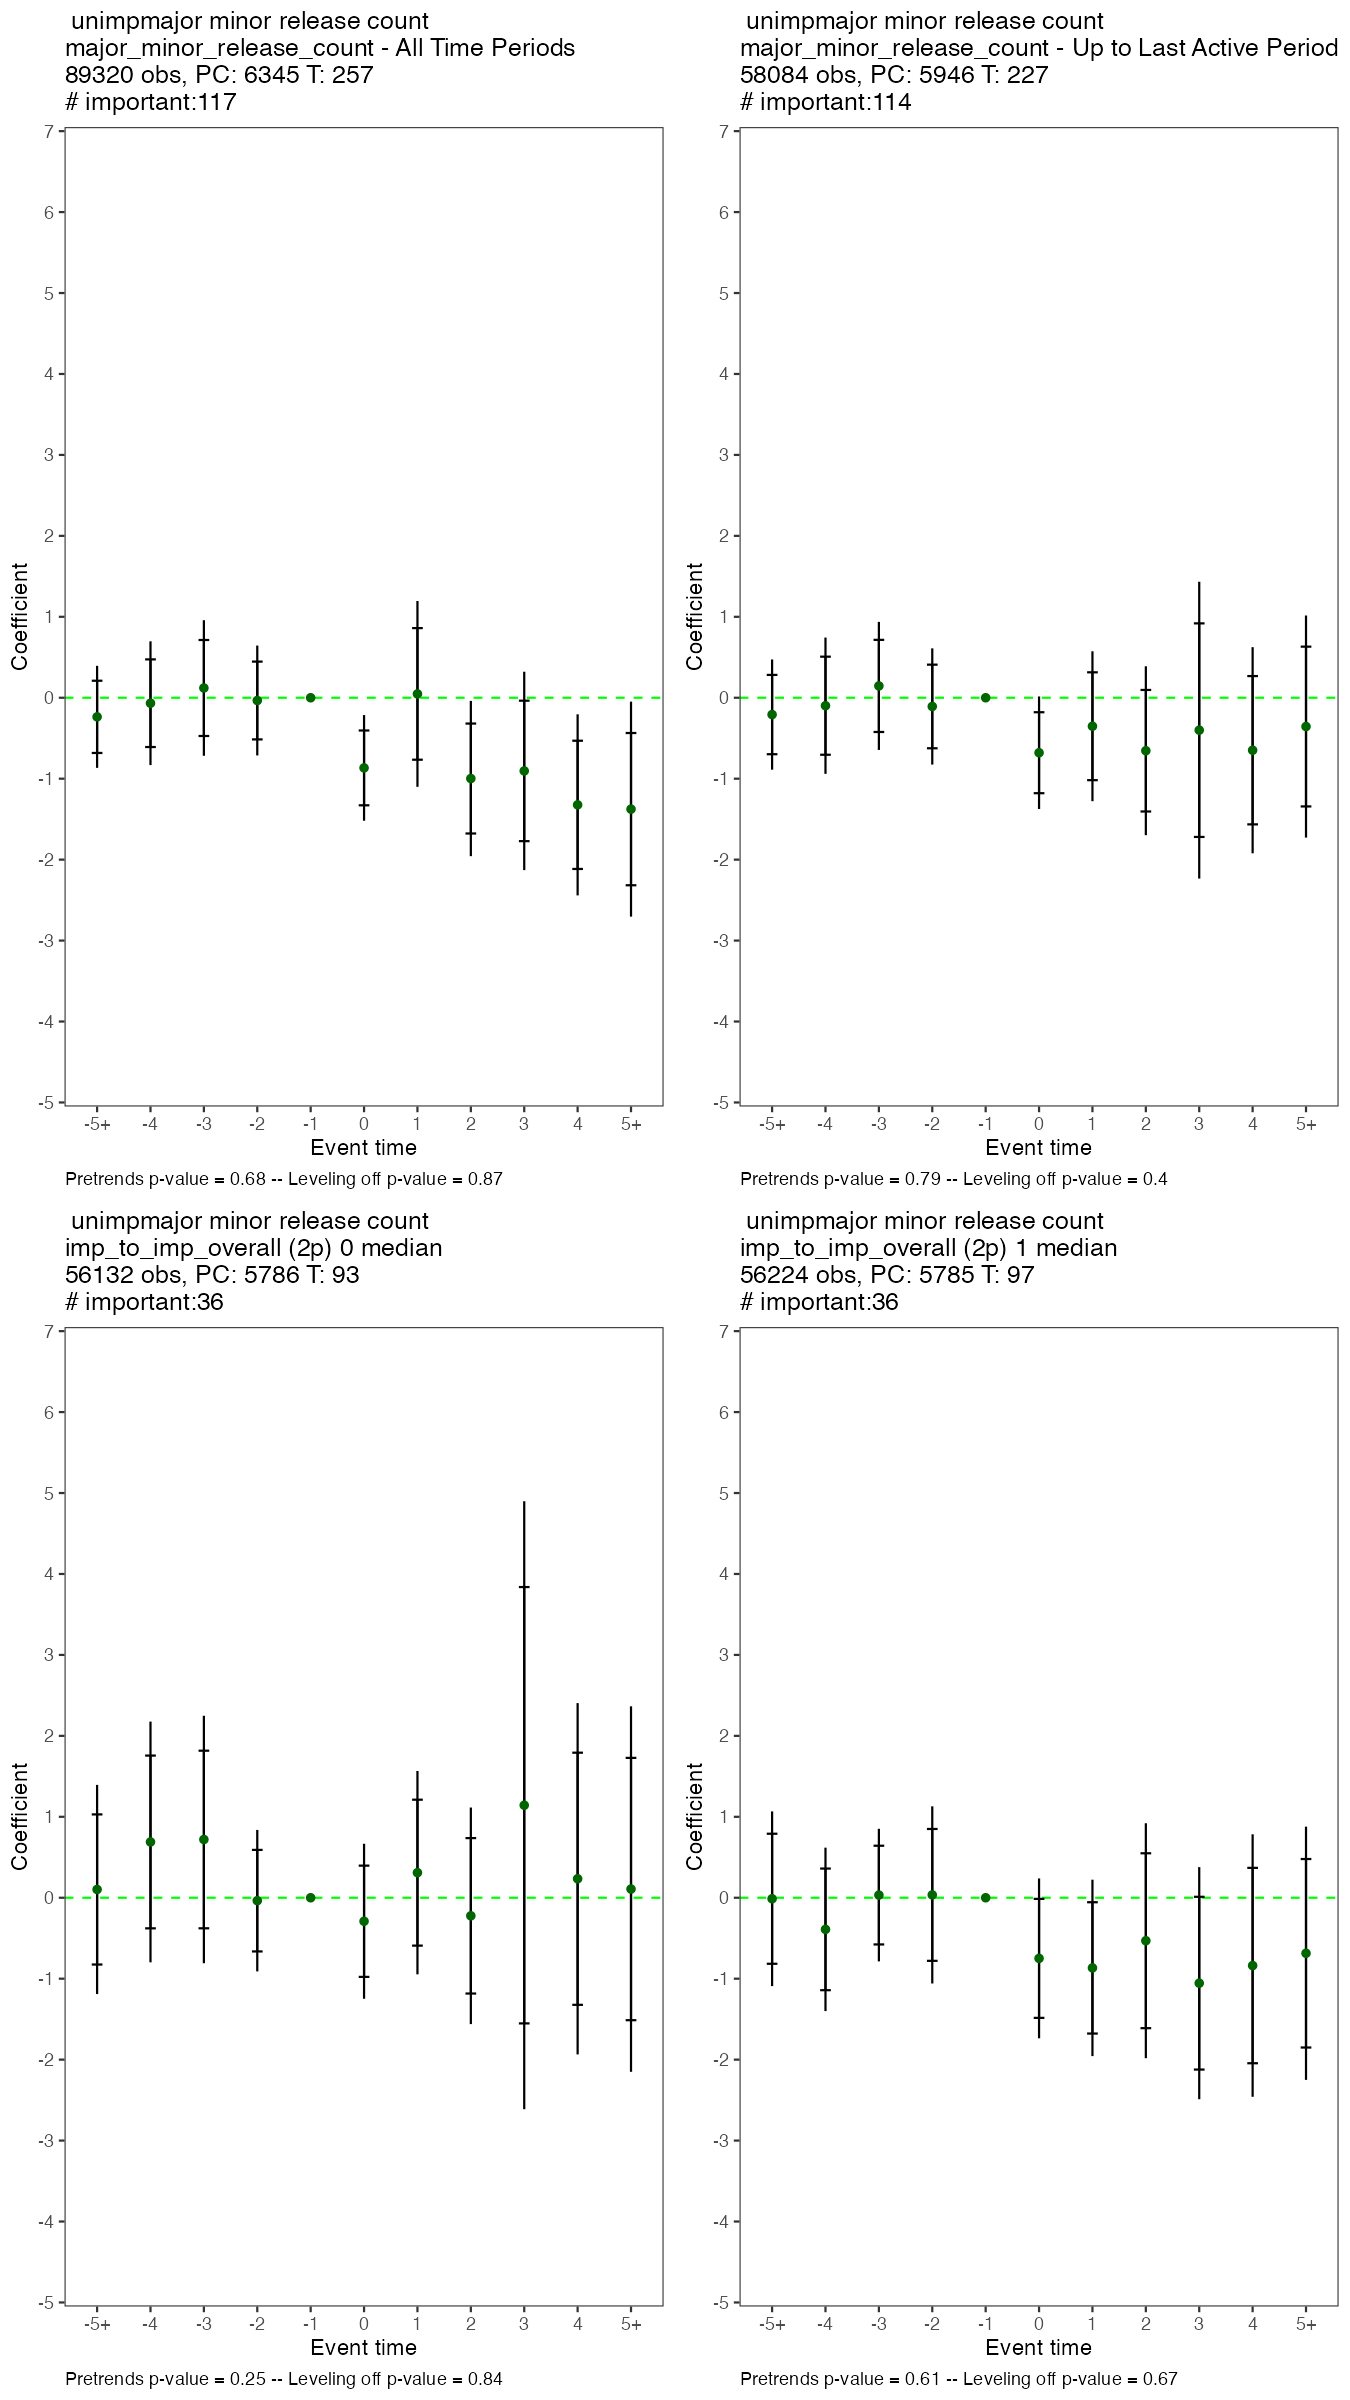 unimpmajor minor release count
major_minor_release_count - All Time Periods
89320 obs, PC: 6345 T: 257
# important:117
7
6
5
4
3
2
1
0
-1
-2
-3
-4
-5
Coefficient
-5+ -4 -3 -2 -1 0 1 2 3 4 5+
Event time
Pretrends p-value = 0.68 -- Leveling off p-value = 0.87
unimpmajor minor release count
major_minor_release_count - Up to Last Active Period
58084 obs, PC: 5946 T: 227
# important:114
7
6
5
4
3
2
1
0
-1
-2
-3
-4
-5
Coefficient
-5+ -4 -3 -2 -1 0 1 2 3 4 5+
Event time
Pretrends p-value = 0.79 -- Leveling off p-value = 0.4
unimpmajor minor release count
imp_to_imp_overall (2p) 0 median
56132 obs, PC: 5786 T: 93
# important:36
7
6
5
4
3
2
1
0
-1
-2
-3
-4
-5
Coefficient
-5+ -4 -3 -2 -1 0 1 2 3 4 5+
Event time
Pretrends p-value = 0.25 -- Leveling off p-value = 0.84
unimpmajor minor release count
imp_to_imp_overall (2p) 1 median
56224 obs, PC: 5785 T: 97
# important:36
7
6
5
4
3
2
1
0
-1
-2
-3
-4
-5
Coefficient
-5+ -4 -3 -2 -1 0 1 2 3 4 5+
Event time
Pretrends p-value = 0.61 -- Leveling off p-value = 0.67